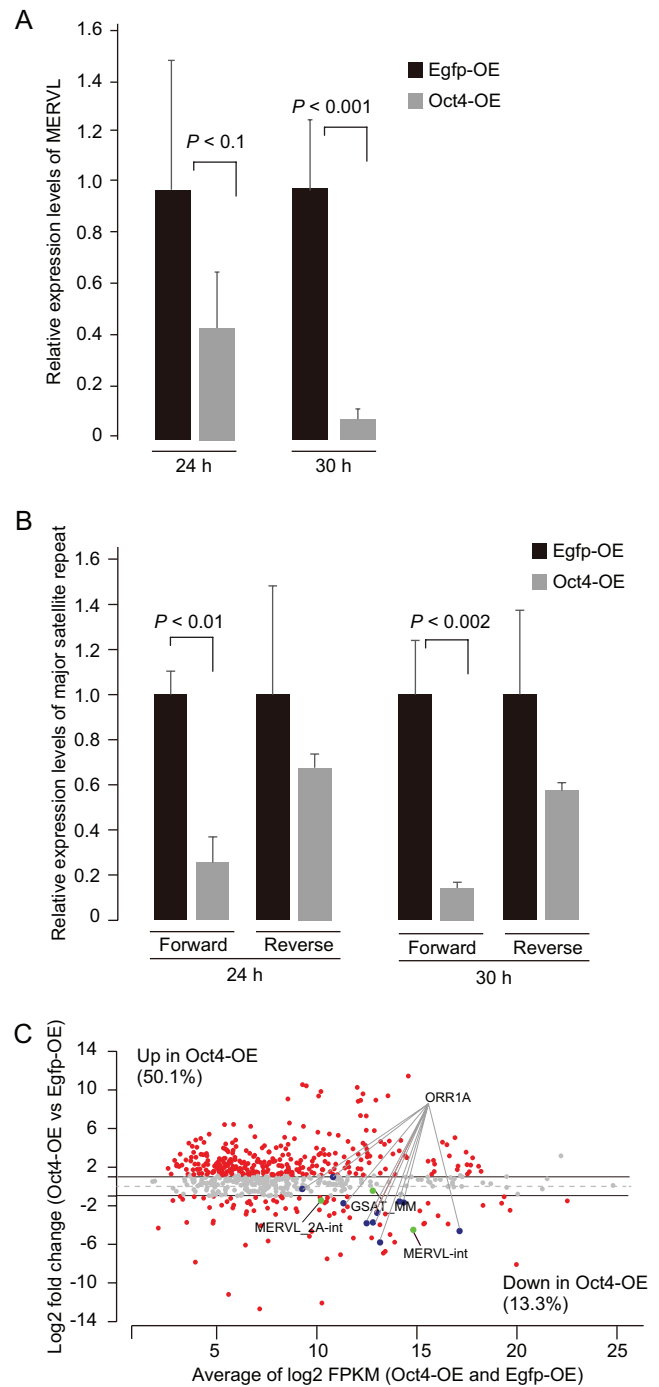 A
Relative expression levels of MERVL
1.6
1.4
1.2
1.0
0.8
0.6
0.4
0.2
0
Egfp-OE
Oct4-OE
P < 0.1
P < 0.001
24 h
30 h
B
Relative expression levels of major satellite repeat
1.6
1.4
1.2
1.0
0.8
0.6
0.4
0.2
0
Egfp-OE
Oct4-OE
P < 0.01
P < 0.002
Forward
Reverse
Forward
Reverse
24 h
30 h
C
Log2 fold change (Oct4-OE vs Egfp-OE)
14
10
6
2
-2
-6
-10
-14
Up in Oct4-OE
(50.1%)
ORR1A
GSAT_MM
MERVL_2A-int
MERVL-int
Down in Oct4-OE
(13.3%)
5
10
15
20
25
Average of log2 FPKM (Oct4-OE and Egfp-OE)